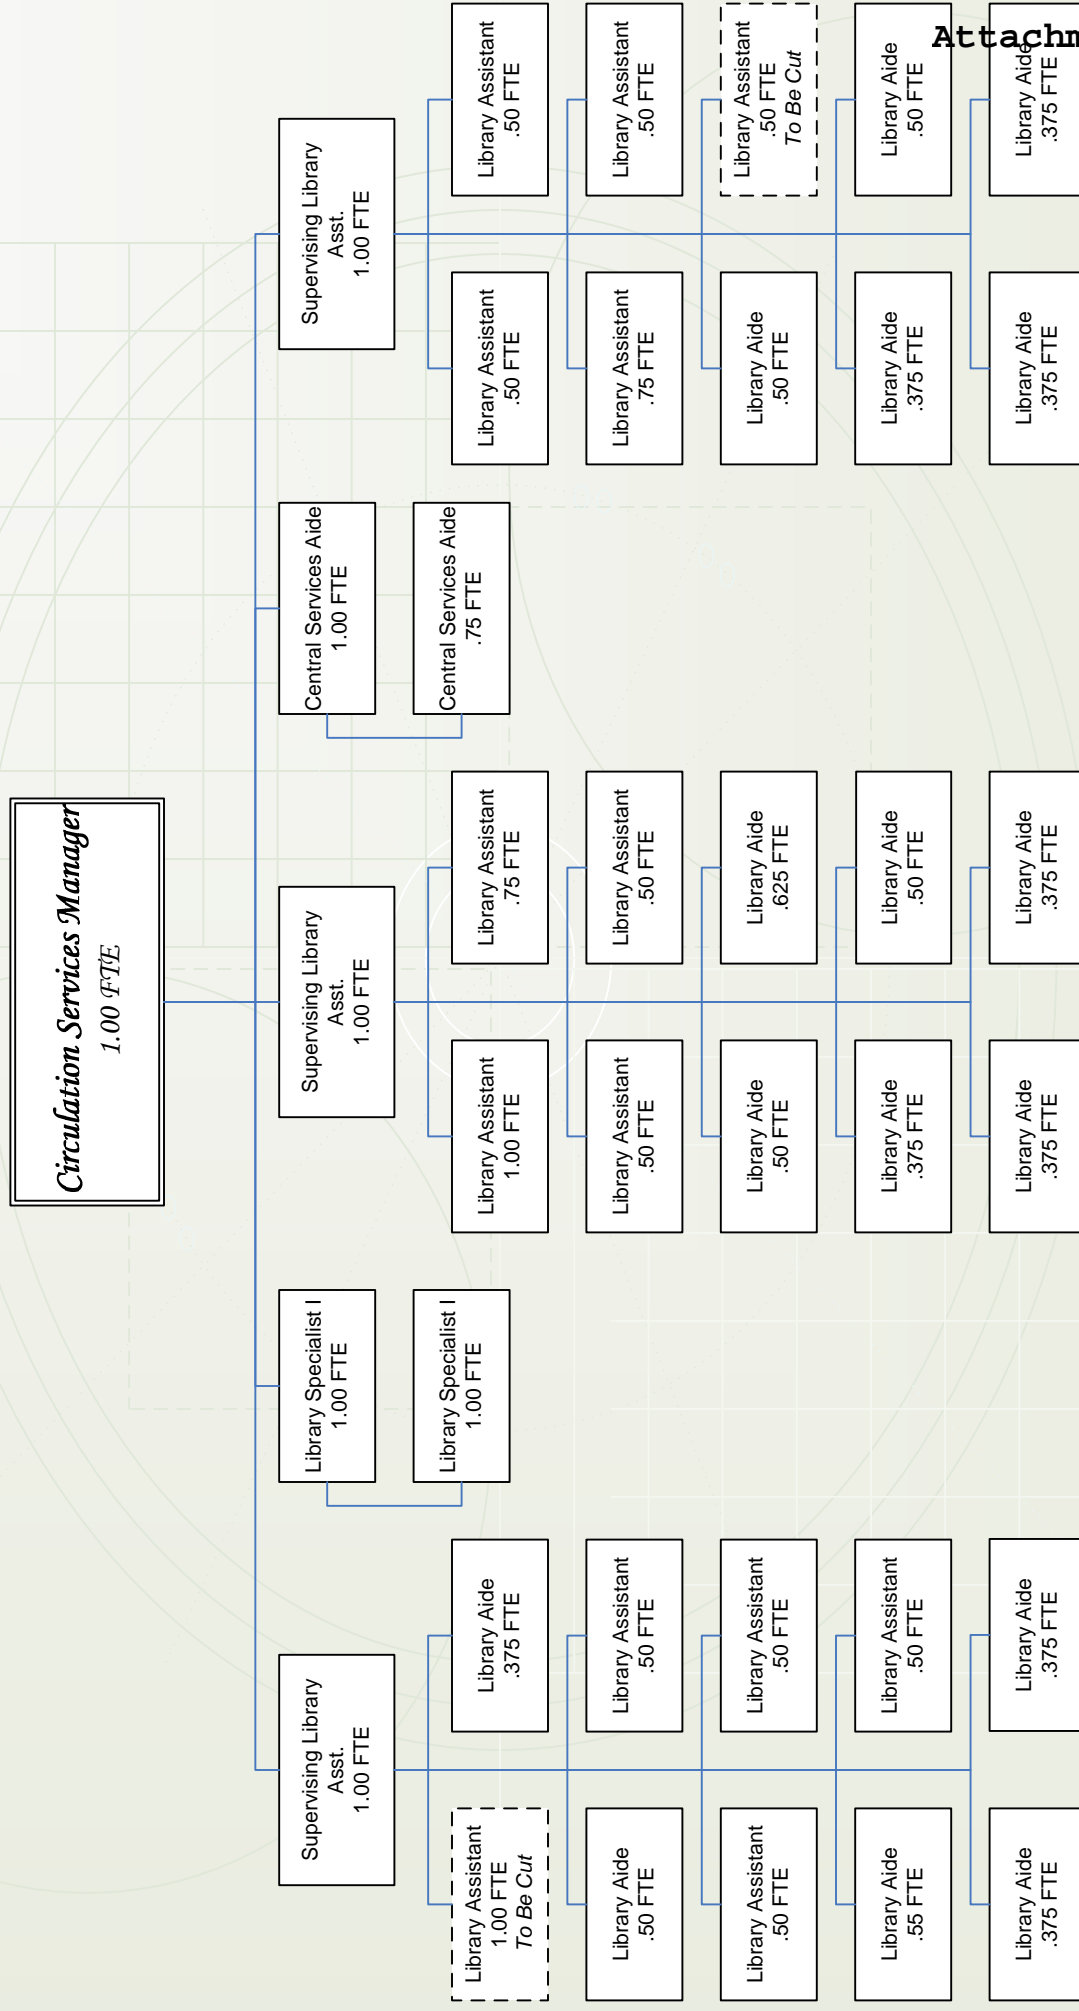 Attachm
Circulation Services Manager
1.00 FTE
Supervising Library
Asst.
1.00 FTE
Library Assistant
1.00 FTE
To Be Cut
Library Aide
.375 FTE
Library Aide
.50 FTE
Library Assistant
.50 FTE
Library Assistant
.50 FTE
Library Assistant
.50 FTE
Library Aide
.55 FTE
Library Assistant
.50 FTE
Library Aide
.375 FTE
Library Aide
.375 FTE
Library Specialist I
1.00 FTE
Library Specialist I
1.00 FTE
Supervising Library
Asst.
1.00 FTE
Library Assistant
1.00 FTE
Library Assistant
.75 FTE
Library Assistant
.50 FTE
Library Assistant
.50 FTE
Library Aide
.50 FTE
Library Aide
.625 FTE
Library Aide
.375 FTE
Library Aide
.50 FTE
Library Aide
.375 FTE
Library Aide
.375 FTE
Central Services Aide
1.00 FTE
Central Services Aide
.75 FTE
Supervising Library
Asst.
1.00 FTE
Library Assistant
.50 FTE
Library Assistant
.50 FTE
Library Assistant
.75 FTE
Library Assistant
.50 FTE
Library Aide
.50 FTE
Library Assistant
.50 FTE
To Be Cut
Library Aide
.375 FTE
Library Aide
.50 FTE
Library Aide
.375 FTE
Library Aide
.375 FTE